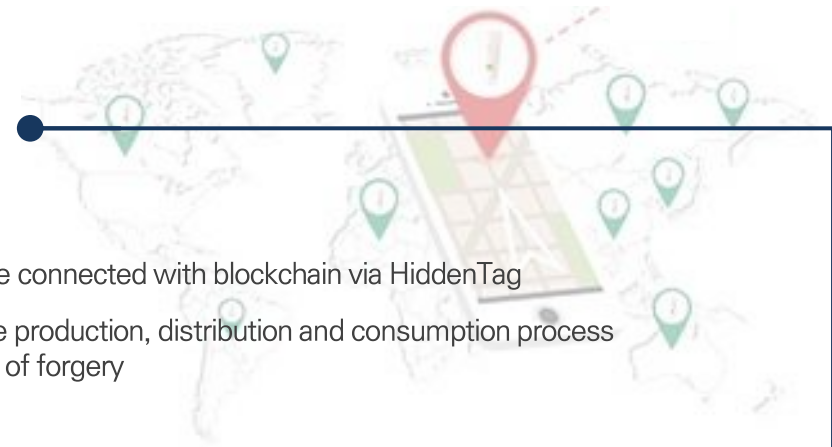 e connected with blockchain via HiddenTag
e production, distribution and consumption process
of forgery